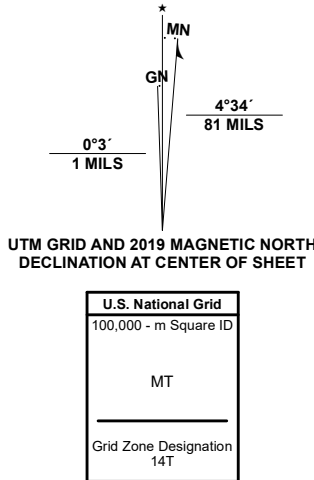 ★
MN
GN
4°34´
81 MILS
0°3´
1 MILS
UTM GRID AND 2019 MAGNETIC NORTH
DECLINATION AT CENTER OF SHEET
U.S. National Grid
100,000 - m Square ID
MT
Grid Zone Designation
14T